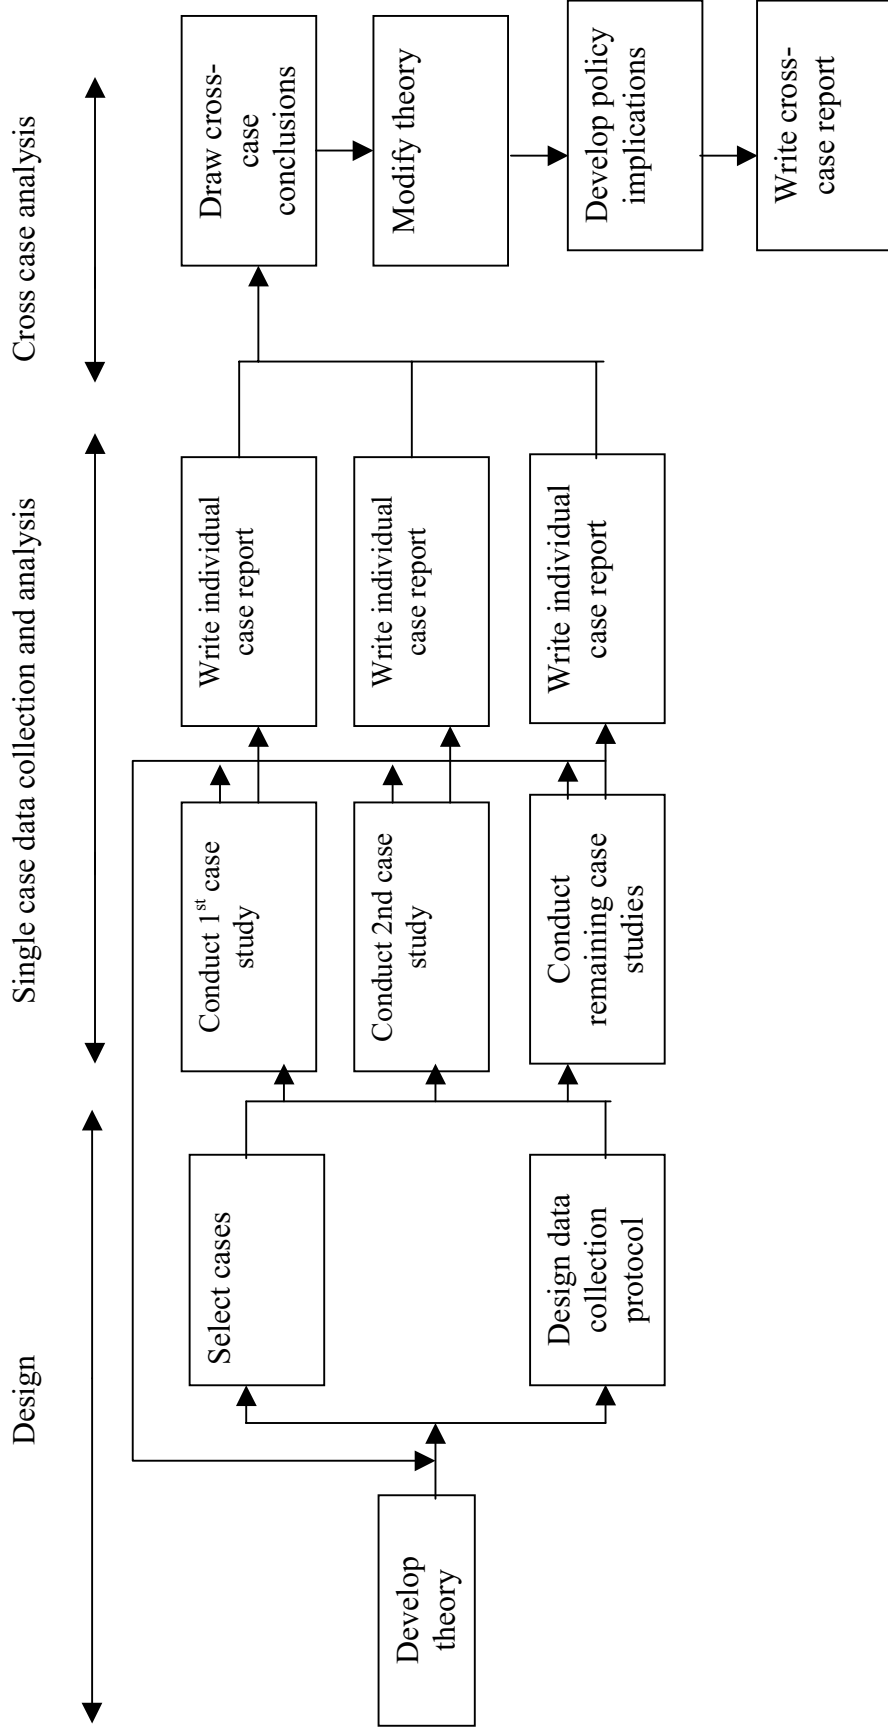 Design
Single case data collection and analysis
Cross case analysis
Develop
theory
Select cases
Design data
collection
protocol
Conduct 1st case
study
Conduct 2nd case
study
Conduct
remaining case
studies
Write individual
case report
Write individual
case report
Write individual
case report
Draw cross-
case
conclusions
Modify theory
Develop policy
implications
Write cross-
case report